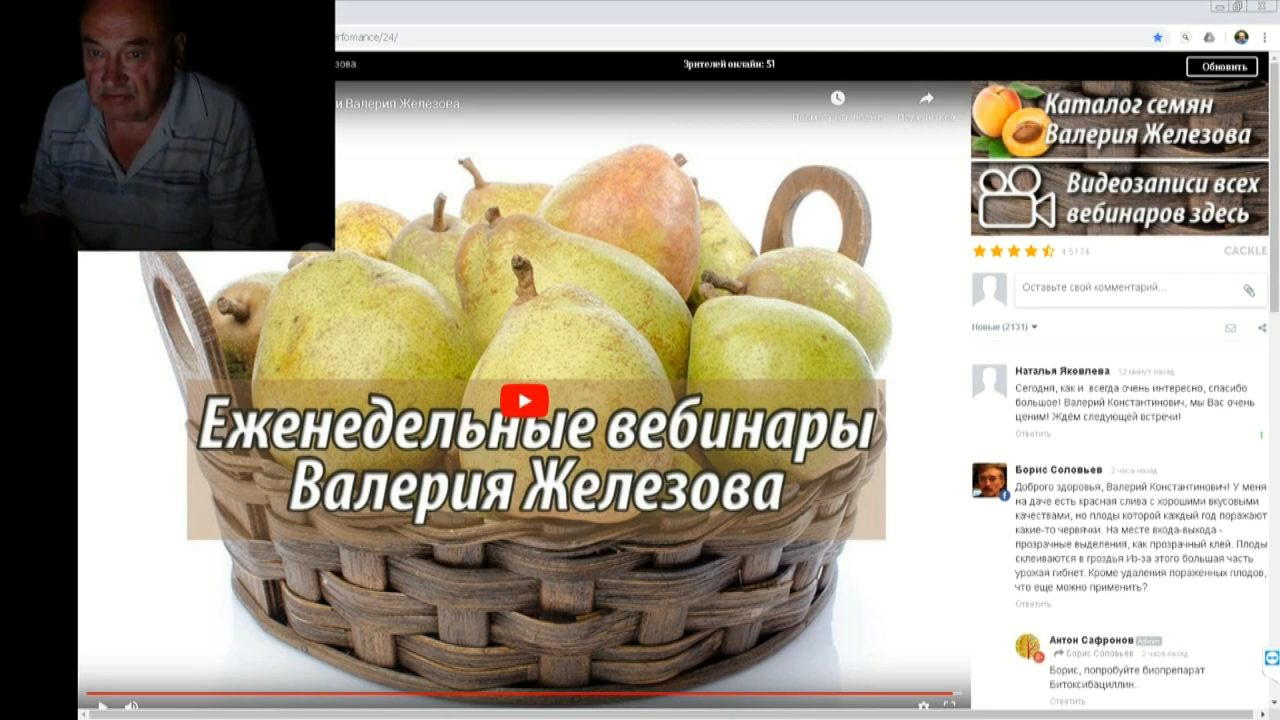 erfomance/24/
зова.
Зрителей онлайн: 51
Обновить
и Валерия Железова.
Посмотреть позже
Поделиться
Каталог семян
Валерия Железова
Видеозаписи всех
вебинаров здесь
4.5 / 74
CACKLE
Оставьте свой комментарий...
Новые (2131)
Наталья Яковлева 12 минут назад
Сегодня, как и всегда очень интересно, спасибо
большое! Валерий Константинович, мы Вас очень
ценим! Ждём следующей встречи!
Ответить
1
Борис Соловьев 2 часа назад
Доброго здоровья, Валерий Константинович! У меня
на даче есть красная слива с хорошими вкусовыми
качествами, но плоды которой каждый год поражают
какие-то червячки. На месте входа-выхода -
прозрачные выделения, как прозрачный клей. Плоды
склеиваются в гроздья.Из-за этого большая часть
урожая гибнет. Кроме удаления пораженных плодов,
что еще можно применить?
Ответить
Антон Сафронов Admin
Борис Соловьев 2 часа назад
Борис, попробуйте биопрепарат
Битоксибациллин.
Ответить
Еженедельные вебинары
Валерия Железова